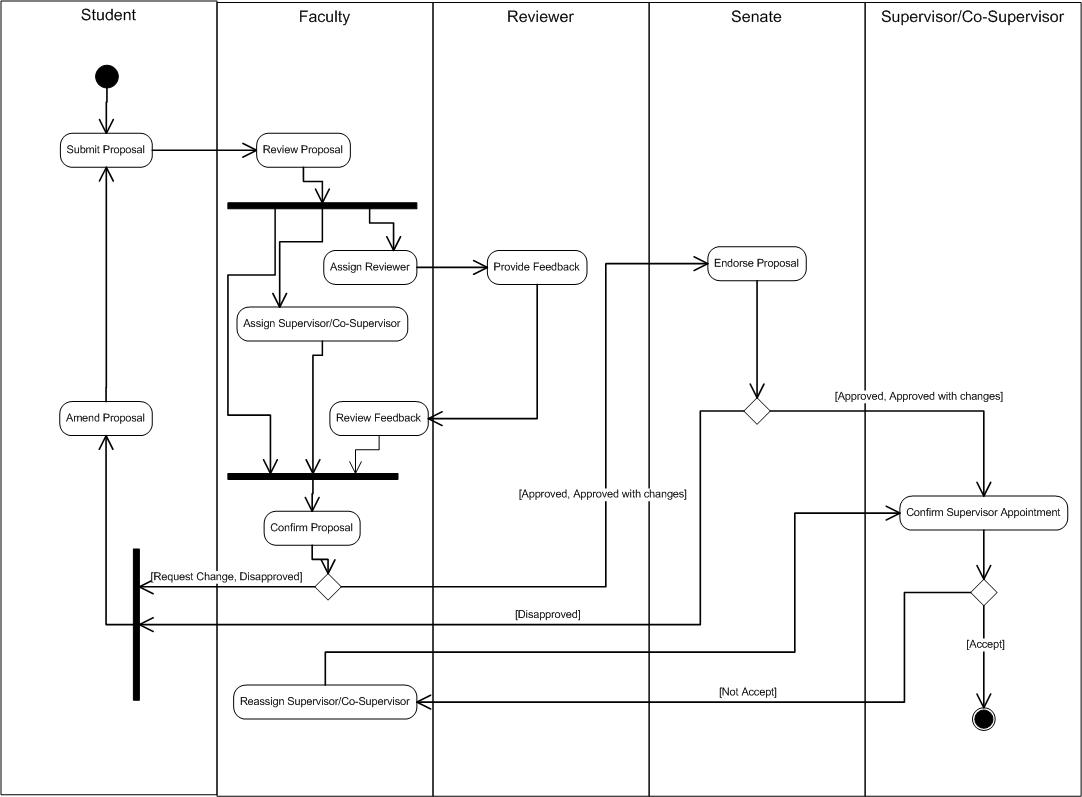 Student
Faculty
Reviewer
Senate
Supervisor/Co-Supervisor
Submit Proposal
Review Proposal
Assign Reviewer
Provide Feedback
Endorse Proposal
Assign Supervisor/Co-Supervisor
[Approved, Approved with changes]
Amend Proposal
Review Feedback
[Approved, Approved with changes]
Confirm Supervisor Appointment
Confirm Proposal
[Request Change, Disapproved]
[Disapproved]
[Accept]
[Not Accept]
Reassign Supervisor/Co-Supervisor